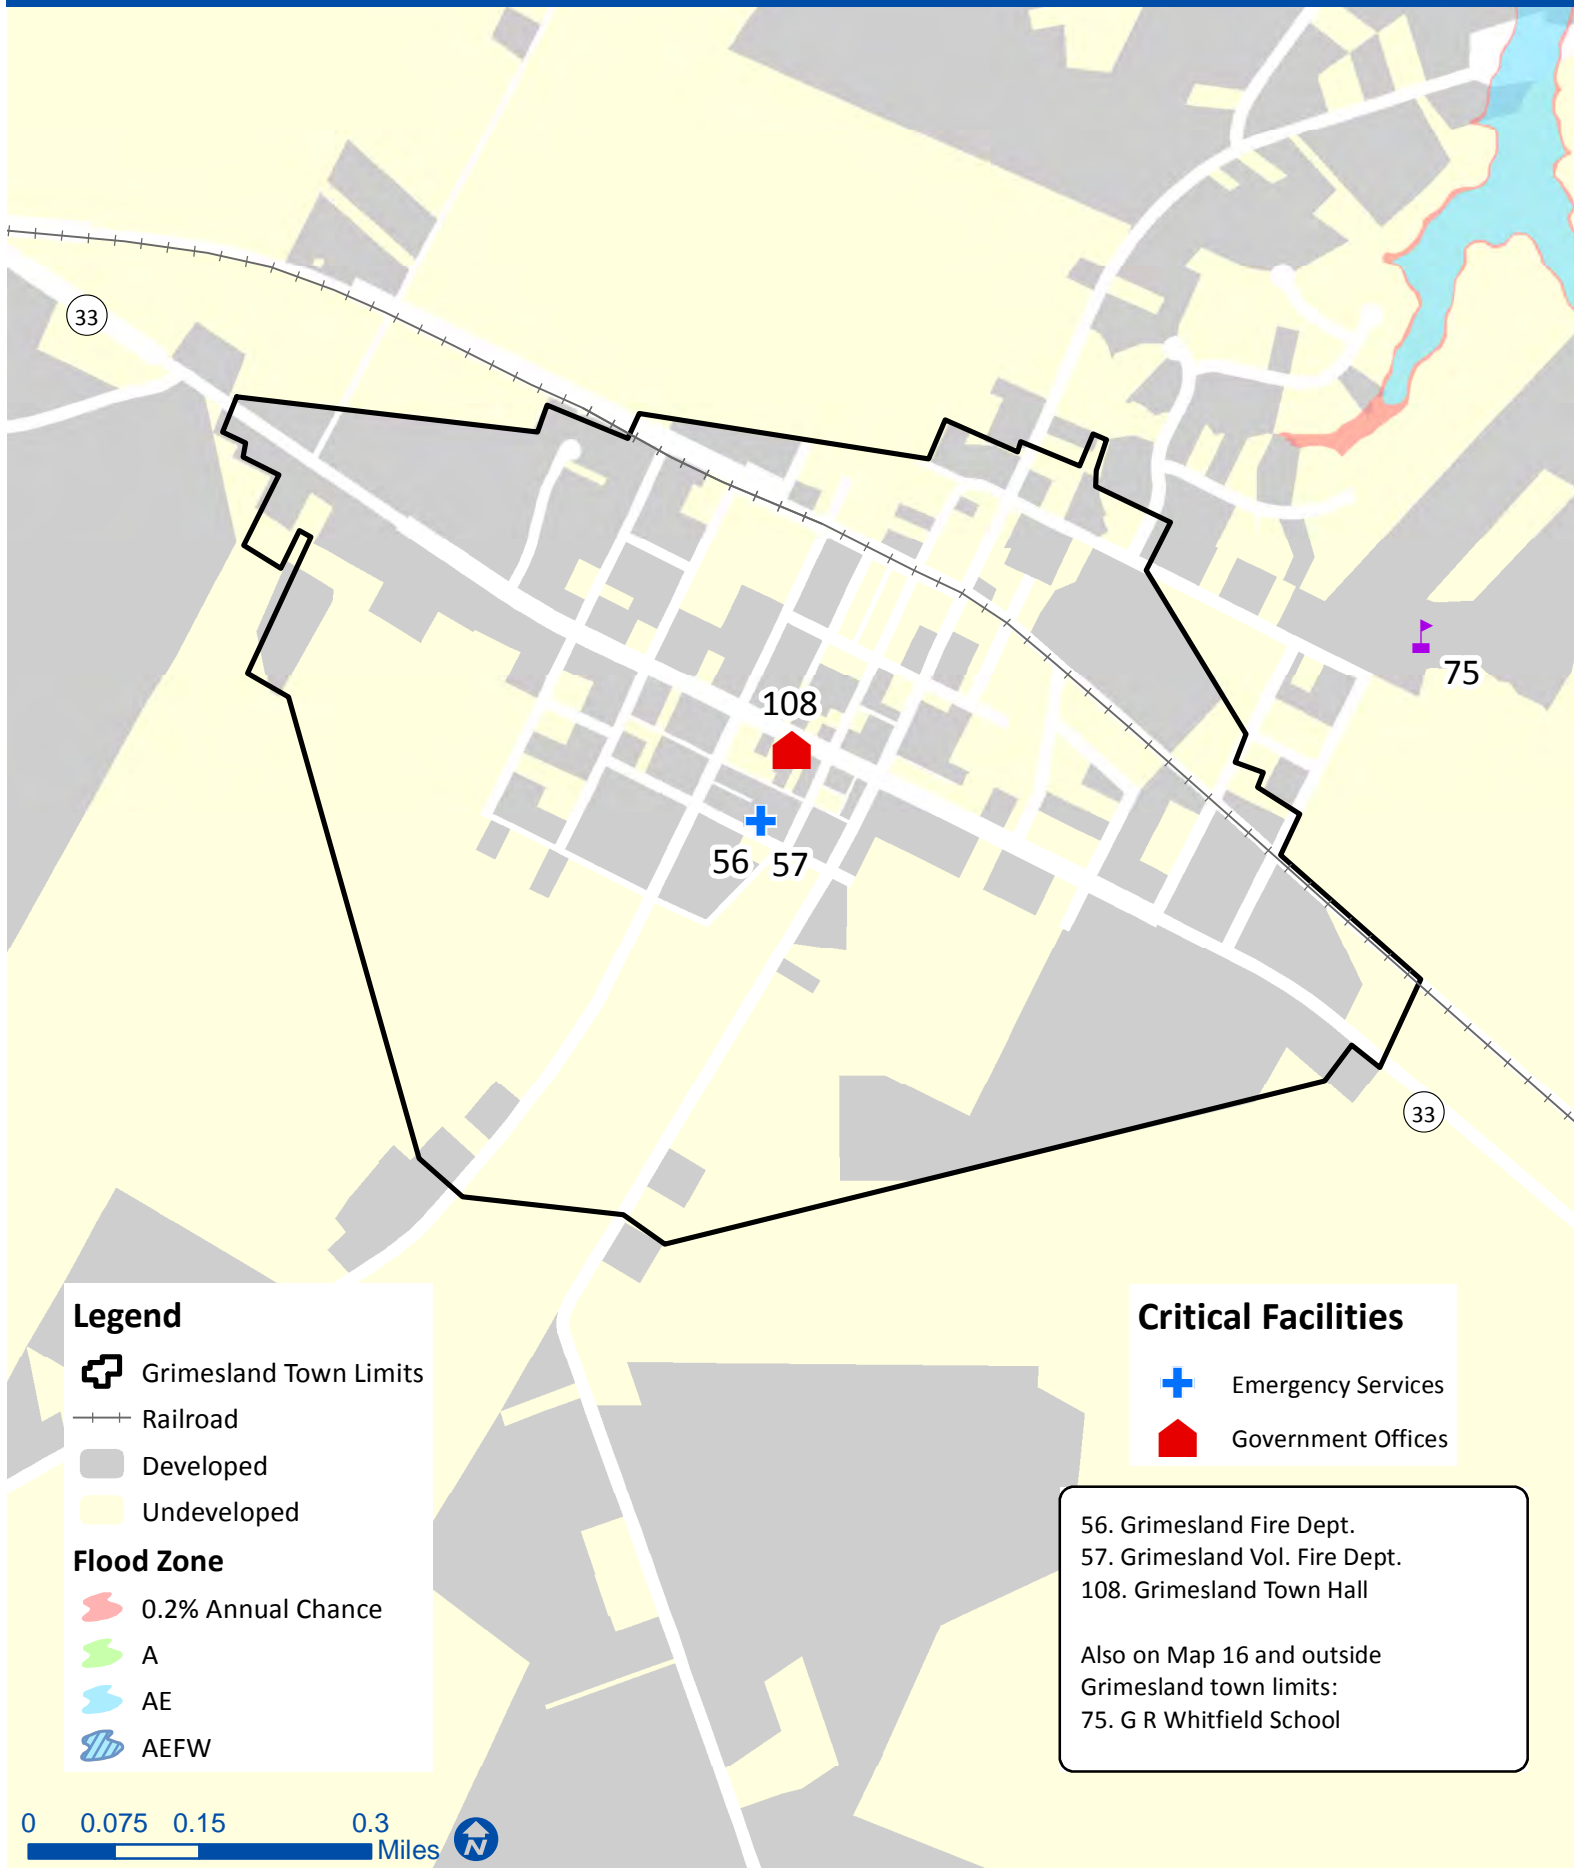 33
108
75
56 57
33
Legend
Grimesland Town Limits
Railroad
Developed
Undeveloped
Flood Zone
0.2% Annual Chance
A
AE
AEFW
Critical Facilities
Emergency Services
Government Offices
56. Grimesland Fire Dept.
57. Grimesland Vol. Fire Dept.
108. Grimesland Town Hall
Also on Map 16 and outside
Grimesland town limits:
75. G R Whitfield School
0 0.075 0.15 0.3
Miles
N